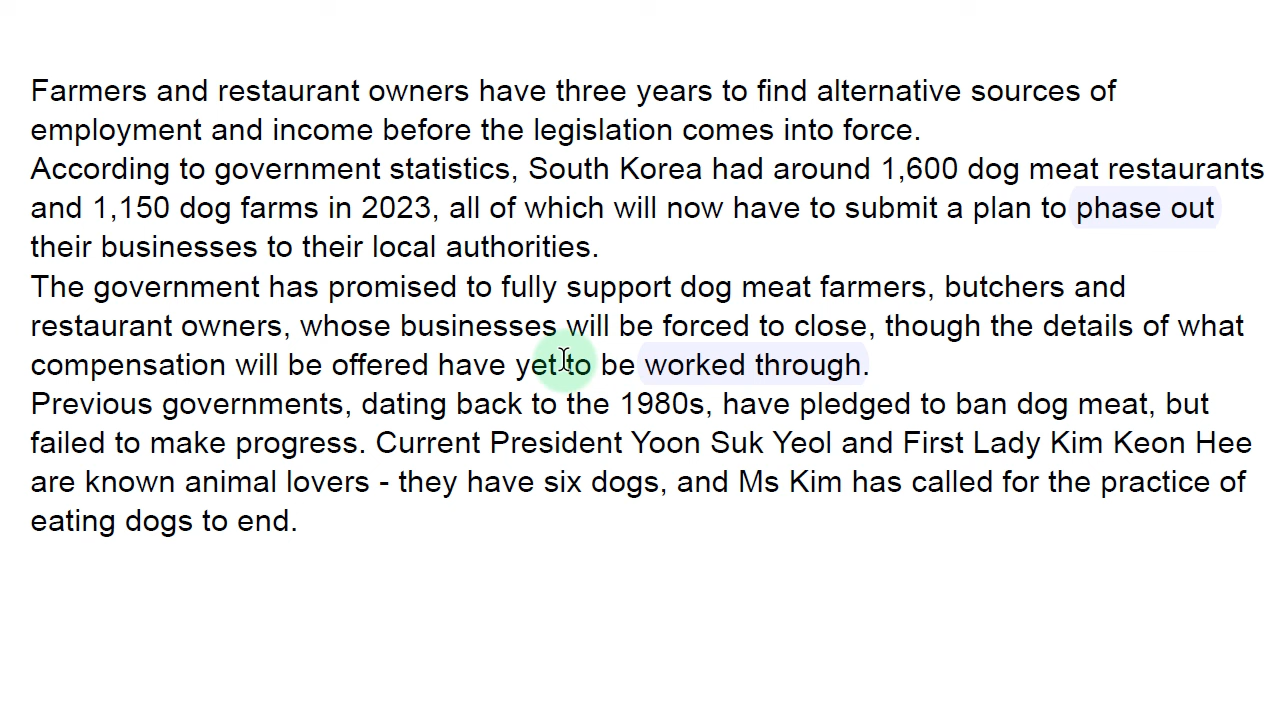 Farmers and restaurant owners have three years to find alternative sources of
employment and income before the legislation comes into force.
According to government statistics, South Korea had around 1,600 dog meat restaurants
and 1,150 dog farms in 2023, all of which will now have to submit a plan to phase out
their businesses to their local authorities.
The government has promised to fully support dog meat farmers, butchers and
restaurant owners, whose businesses will be forced to close, though the details of what
compensation will be offered have yet to be worked through.
Previous governments, dating back to the 1980s, have pledged to ban dog meat, but
failed to make progress. Current President Yoon Suk Yeol and First Lady Kim Keon Hee
are known animal lovers - they have six dogs, and Ms Kim has called for the practice of
eating dogs to end.